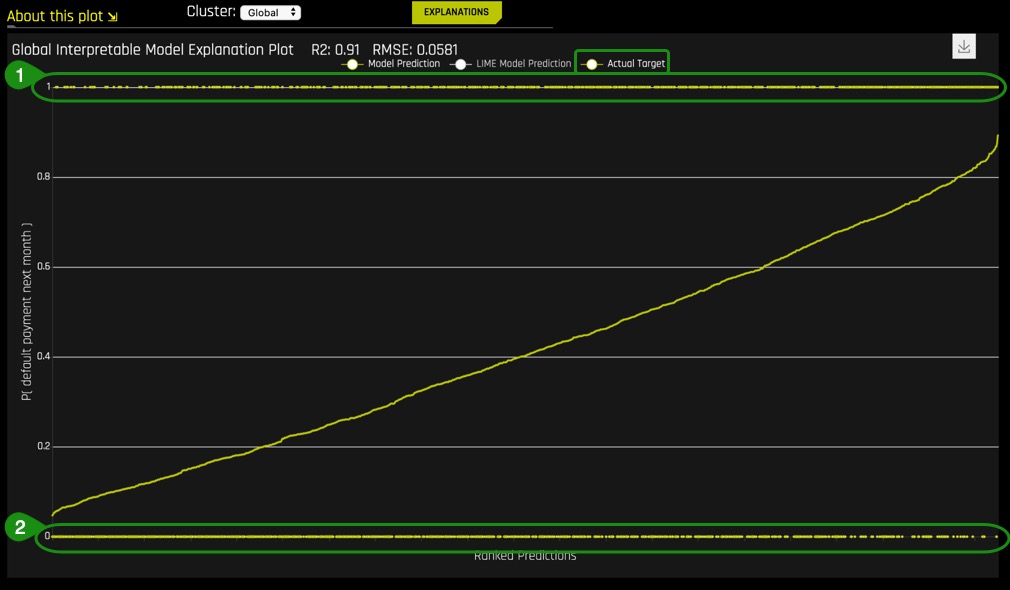 About this plot
Cluster: Global
EXPLANATIONS
Global Interpretable Model Explanation Plot R2: 0.91 RMSE: 0.0581
Model Prediction LIME Model Prediction Actual Target
1
1
0.8
0.6
0.4
0.2
2
0
P( default payment next month )
Ranked Predictions